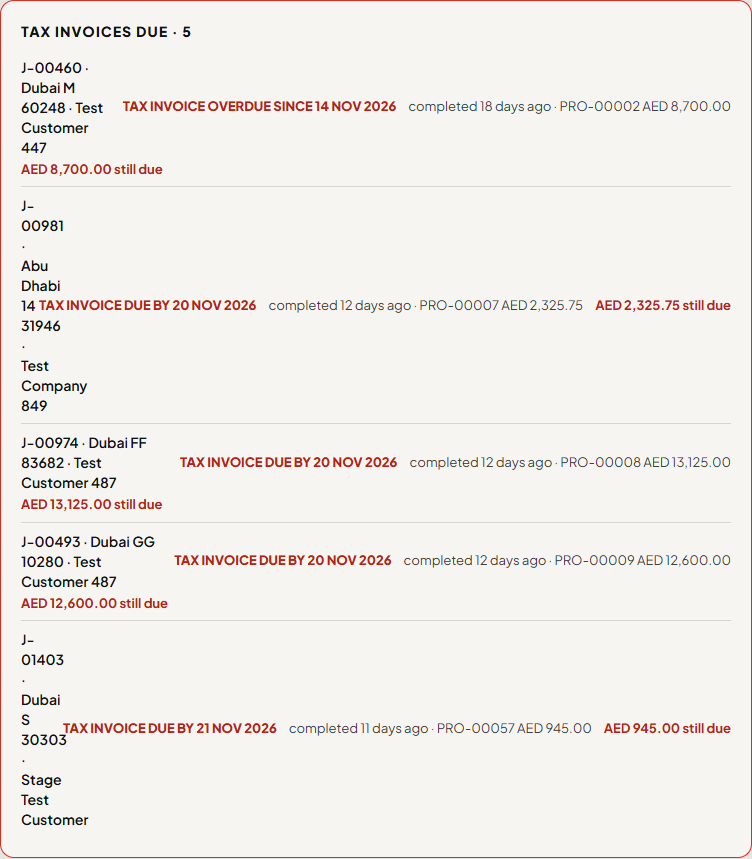 TAX INVOICES DUE · 5
J-00460 ·
Dubai M
60248 · Test
Customer
447
TAX INVOICE OVERDUE SINCE 14 NOV 2026 completed 18 days ago · PRO-00002 AED 8,700.00
AED 8,700.00 still due
J-
00981
·
Abu
Dhabi
14
31946
·
Test
Company
849
TAX INVOICE DUE BY 20 NOV 2026 completed 12 days ago · PRO-00007 AED 2,325.75 AED 2,325.75 still due
J-00974 · Dubai FF
83682 · Test
Customer 487
TAX INVOICE DUE BY 20 NOV 2026 completed 12 days ago · PRO-00008 AED 13,125.00
AED 13,125.00 still due
J-00493 · Dubai GG
10280 · Test
Customer 487
TAX INVOICE DUE BY 20 NOV 2026 completed 12 days ago · PRO-00009 AED 12,600.00
AED 12,600.00 still due
J-
01403
·
Dubai
S
30303
·
Stage
Test
Customer
TAX INVOICE DUE BY 21 NOV 2026 completed 11 days ago · PRO-00057 AED 945.00 AED 945.00 still due